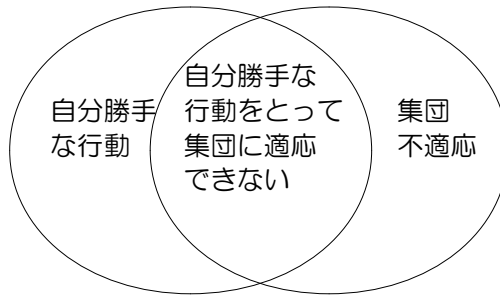 自分勝手
な行動
自分勝手な
行動をとって
集団に適応
できない
集団
不適応